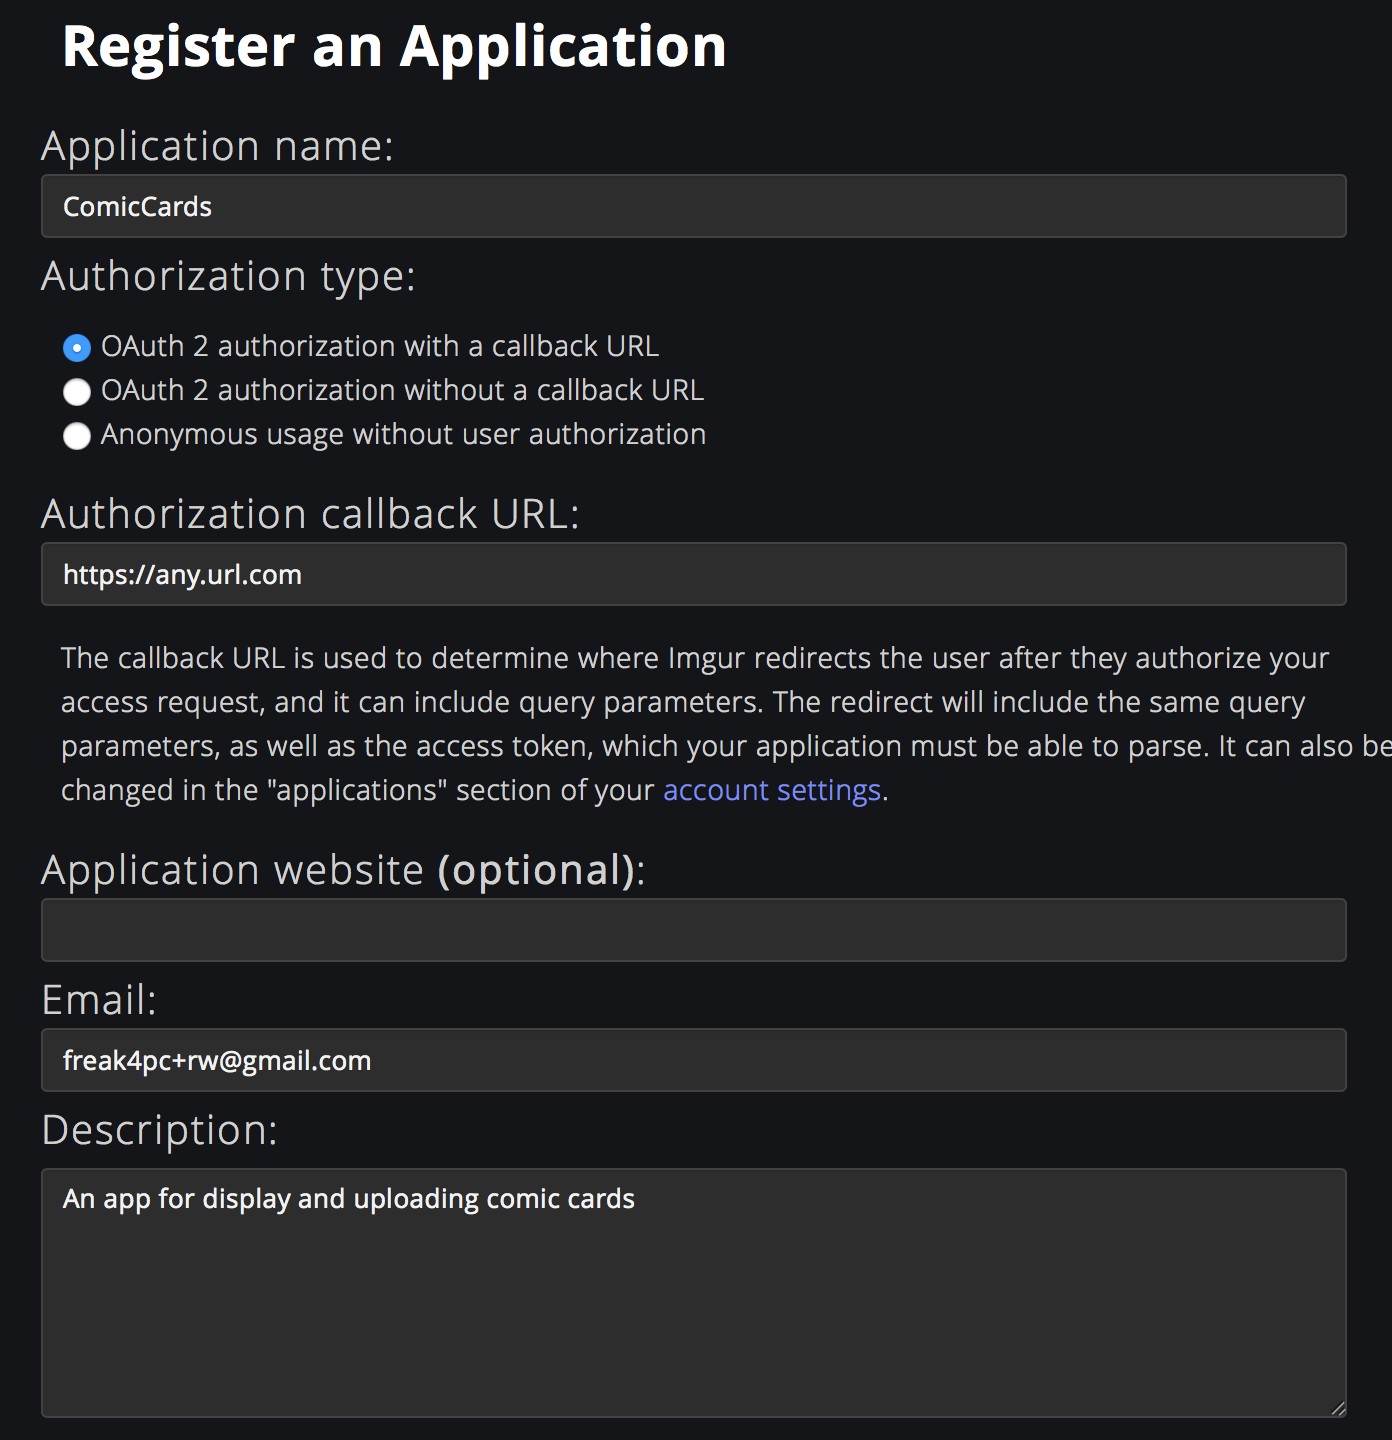 Register an Application
Application name:
ComicCards
Authorization type:
OAuth 2 authorization with a callback URL
OAuth 2 authorization without a callback URL
Anonymous usage without user authorization
Authorization callback URL:
https://any.url.com
The callback URL is used to determine where Imgur redirects the user after they authorize your
access request, and it can include query parameters. The redirect will include the same query
parameters, as well as the access token, which your application must be able to parse. It can also be
changed in the "applications" section of your account settings.
Application website (optional):
Email:
freak4pc+rw@gmail.com
Description:
An app for display and uploading comic cards